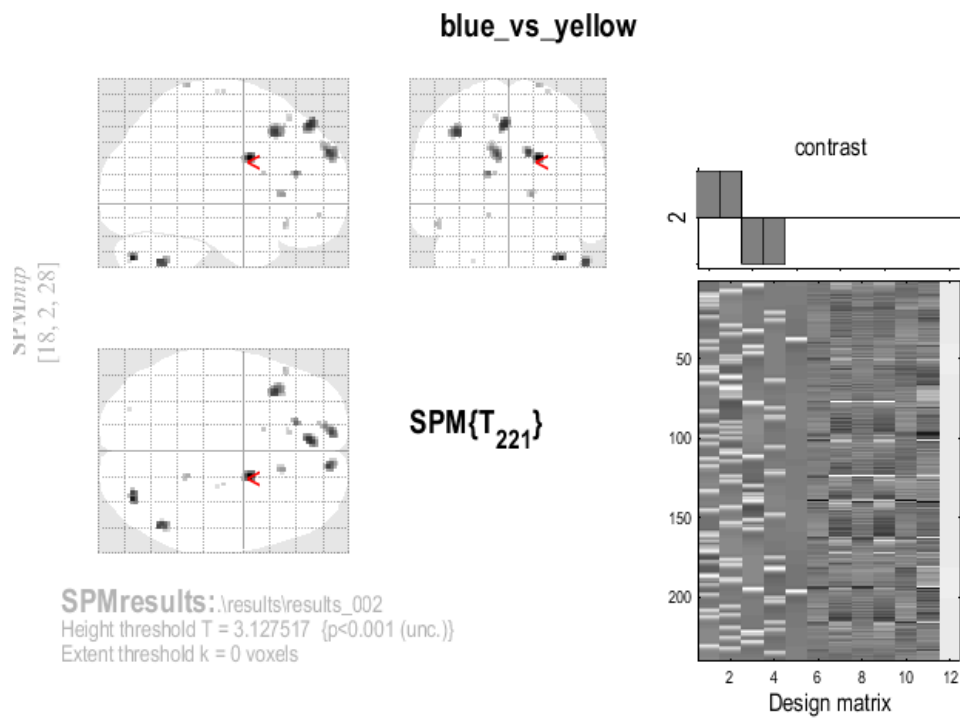 blue_vs_yellow
SPMmip
[18, 2, 28]
contrast
2
SPM{T221}
50
100
150
200
2 4 6 8 10 12
Design matrix
SPMresults: .\results\results_002
Height threshold T = 3.127517 {p<0.001 (unc.)}
Extent threshold k = 0 voxels